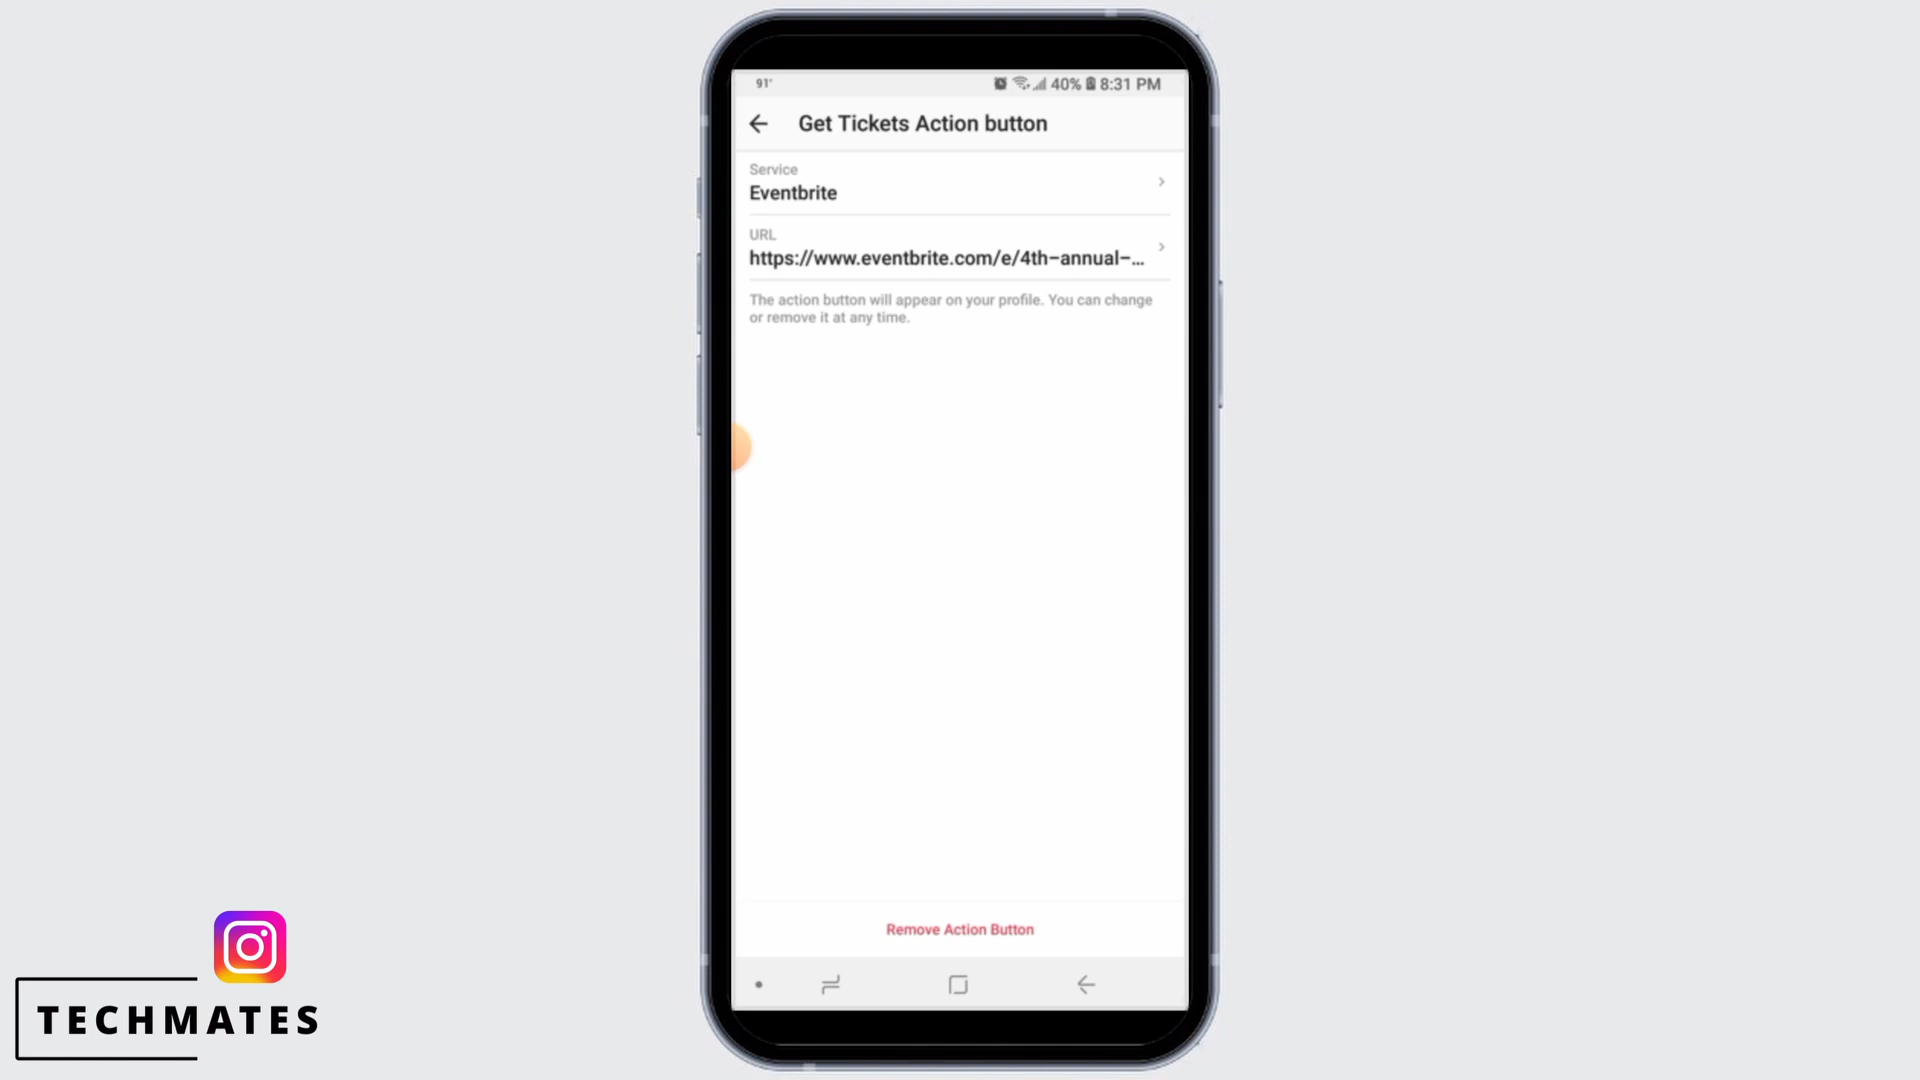 91°
40% 8:31 PM
Get Tickets Action button
Service
Eventbrite
URL
https://www.eventbrite.com/e/4th-annual-...
The action button will appear on your profile. You can change
or remove it at any time.
Remove Action Button
TECHMATES